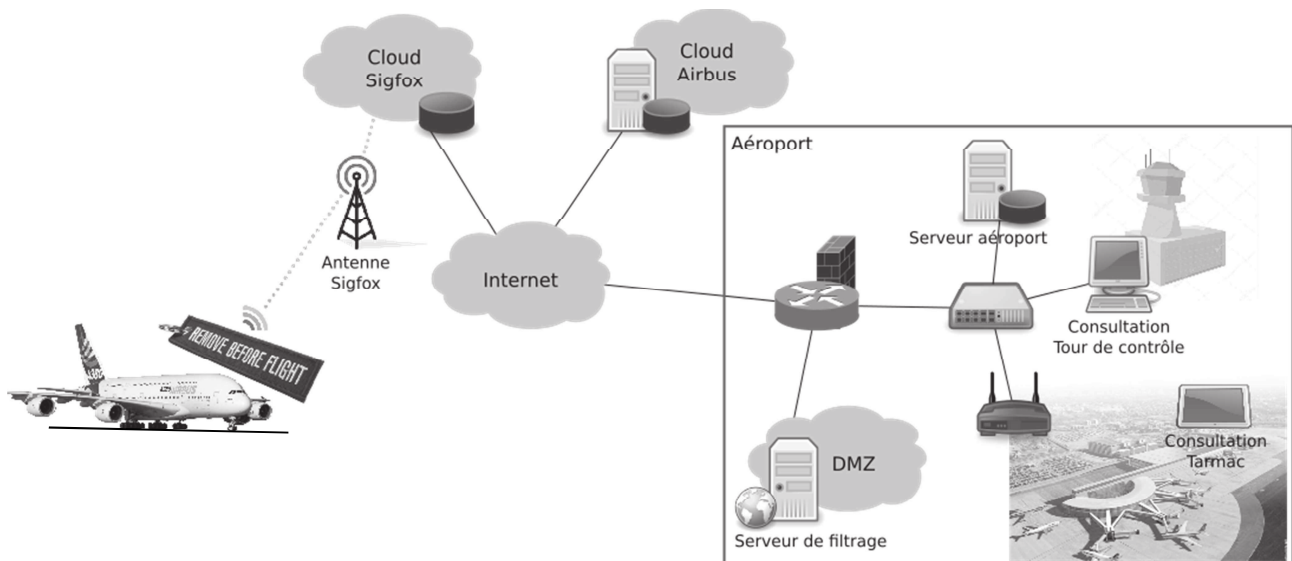 Cloud
Sigfox
Cloud
Airbus
Aéroport
Serveur aéroport
Antenne
Sigfox
Internet
Consultation
Tour de contrôle
REMOVE BEFORE FLIGHT
Consultation
Tarmac
DMZ
Serveur de filtrage